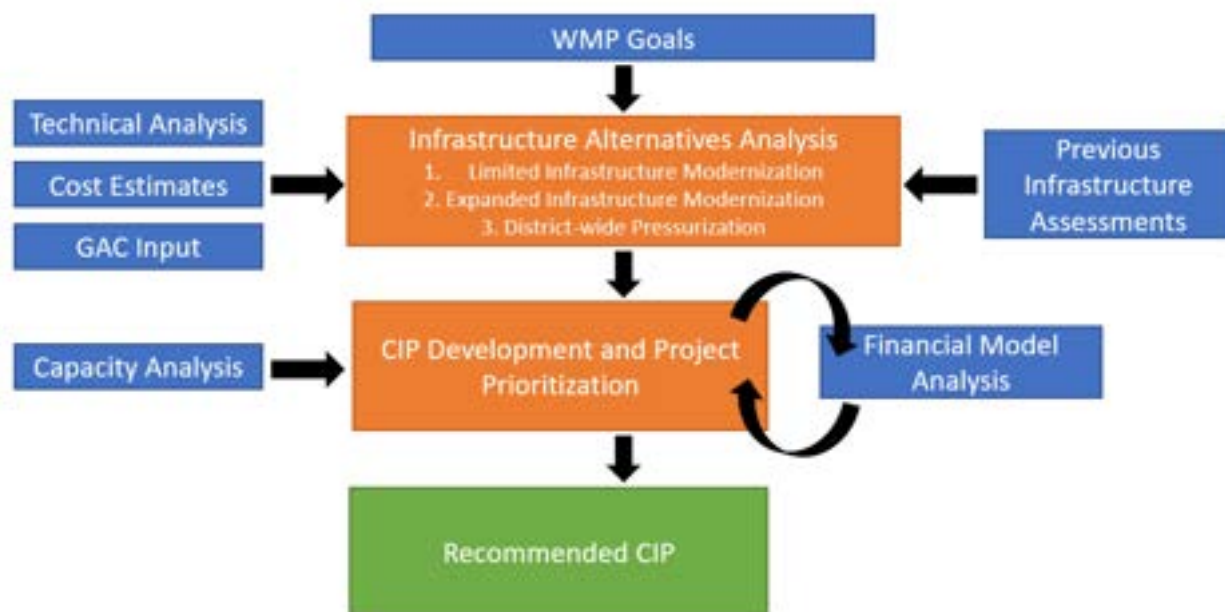 WMP Goals
Technical Analysis
Cost Estimates
GAC Input
Infrastructure Alternatives Analysis
1. Limited Infrastructure Modernization
2. Expanded Infrastructure Modernization
3. District-wide Pressurization
Previous
Infrastructure
Assessments
Capacity Analysis
CIP Development and Project
Prioritization
Financial Model
Analysis
Recommended CIP